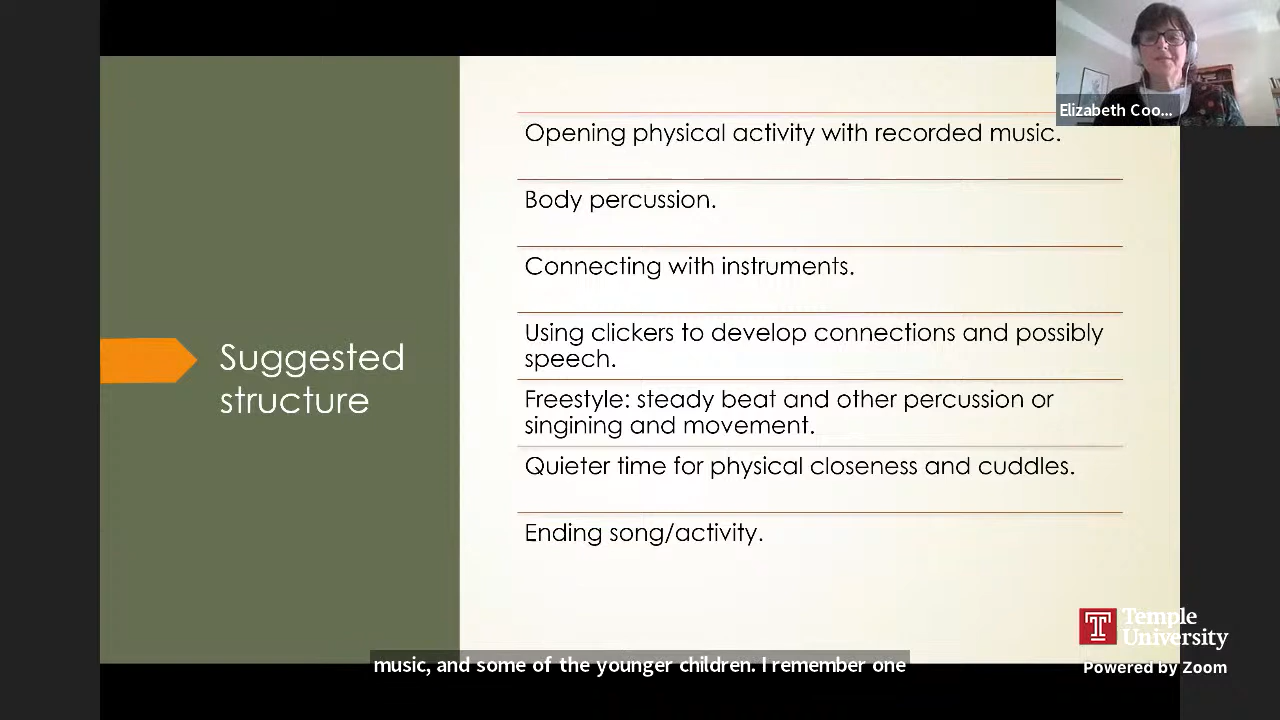 Elizabeth Coo...
Opening physical activity with recorded music.
Body percussion.
Connecting with instruments.
Using clickers to develop connections and possibly
speech.
Suggested
structure
Freestyle: steady beat and other percussion or
singining and movement.
Quieter time for physical closeness and cuddles.
Ending song/activity.
Temple
University
Powered by Zoom
music, and some of the younger children. I remember one